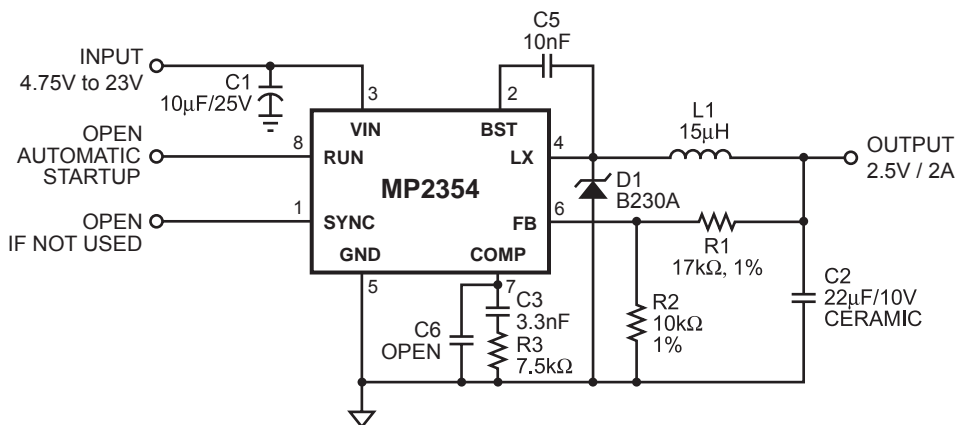 C5
10nF
INPUT
4.75V to 23V
C1
10μF/25V
3
2
VIN
BST
OPEN
AUTOMATIC
STARTUP
8
RUN
LX
4
L1
15μH
OUTPUT
2.5V / 2A
MP2354
D1
B230A
OPEN
IF NOT USED
1
SYNC
FB
6
GND
COMP
R1
17kΩ, 1%
5
7
C3
3.3nF
C6
OPEN
R3
7.5kΩ
R2
10kΩ
1%
C2
22μF/10V
CERAMIC